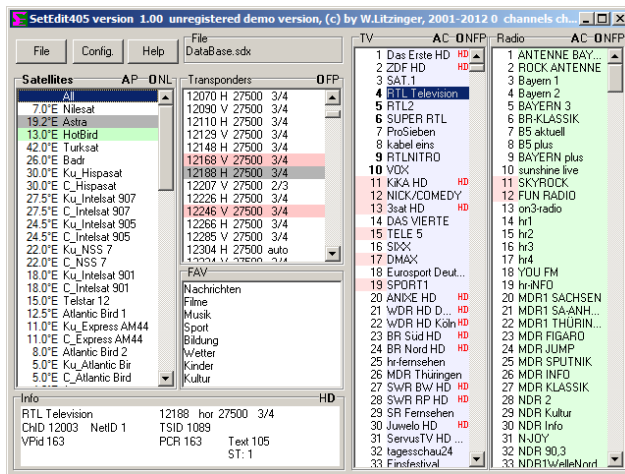 SetEdit405 version 1.00 unregistered demo version, (c) by W.Litzinger, 2001-2012 0 channels ch...
File
Config.
Help
File
DataBase.sdx
Satellites AP ONL
All
7.0°E Nilesat
19.2°E Astra
13.0°E HotBird
42.0°E Turksat
26.0°E Badr
30.0°E Ku_Hispasat
30.0°E C_Hispasat
27.5°E Ku_Intelsat 907
27.5°E C_Intelsat 907
24.5°E Ku_Intelsat 905
24.5°E C_Intelsat 905
22.0°E Ku_NSS 7
22.0°E C_NSS 7
18.0°E Ku_Intelsat 901
18.0°E C_Intelsat 901
15.0°E Telstar 12
12.5°E Atlantic Bird 1
11.0°E Ku_Express AM44
11.0°E C_Express AM44
8.0°E Atlantic Bird 2
5.0°E Ku_Atlantic Bir
5.0°E C_Atlantic Bird
Transponders OFP
12070 H 27500 3/4
12090 V 27500 3/4
12110 H 27500 3/4
12129 V 27500 3/4
12148 H 27500 3/4
12168 V 27500 3/4
12188 H 27500 3/4
12207 V 27500 2/3
12226 H 27500 3/4
12246 V 27500 3/4
12266 H 27500 3/4
12285 V 27500 3/4
12304 H 27500 auto
12324 V 27500 3/4
FAV
Nachrichten
Filme
Musik
Sport
Bildung
Wetter
Kinder
Kultur
Info HD
RTL Television 12188 hor 27500 3/4
ChID 12003 NetID 1 TSID 1089
VPid 163 PCR 163 Text 105
ST: 1
TV AC ONFP
1 Das Erste HD HD
2 ZDF HD HD
3 SAT.1
4 RTL Television
5 RTL2
6 SUPER RTL
7 ProSieben
8 kabel eins
9 RTLNITRO
10 VOX
11 KiKA HD HD
12 NICK/COMEDY
13 3sat HD HD
14 DAS VIERTE
15 TELE 5
16 SIXX
17 DMAX
18 Eurosport Deut...
19 SPORT1
20 ANIXE HD HD
21 WDR HD D... HD
22 WDR HD Köln HD
23 BR Süd HD HD
24 BR Nord HD HD
25 hr-fernsehen
26 MDR Thüringen
27 SWR BW HD HD
28 SWR RP HD HD
29 SR Fernsehen
30 Juwelo HD HD
31 ServusTV HD ...
32 tagesschau24
33 Einsfestival
Radio AC ONFP
1 ANTENNE BAY...
2 ROCK ANTENNE
3 Bayern 1
4 Bayern 2
5 BAYERN 3
6 BR-KLASSIK
7 B5 aktuell
8 B5 plus
9 BAYERN plus
10 sunshine live
11 SKYROCK
12 FUN RADIO
13 on3-radio
14 hr1
15 hr2
16 hr3
17 hr4
18 YOU FM
19 hr-iNFO
20 MDR1 SACHSEN
21 MDR1 SA-ANH...
22 MDR1 THÜRIN...
23 MDR FIGARO
24 MDR JUMP
25 MDR SPUTNIK
26 MDR INFO
27 MDR KLASSIK
28 NDR 2
29 NDR Kultur
30 NDR Info
31 N-JOY
32 NDR 90,3
33 NDR1WelleNord